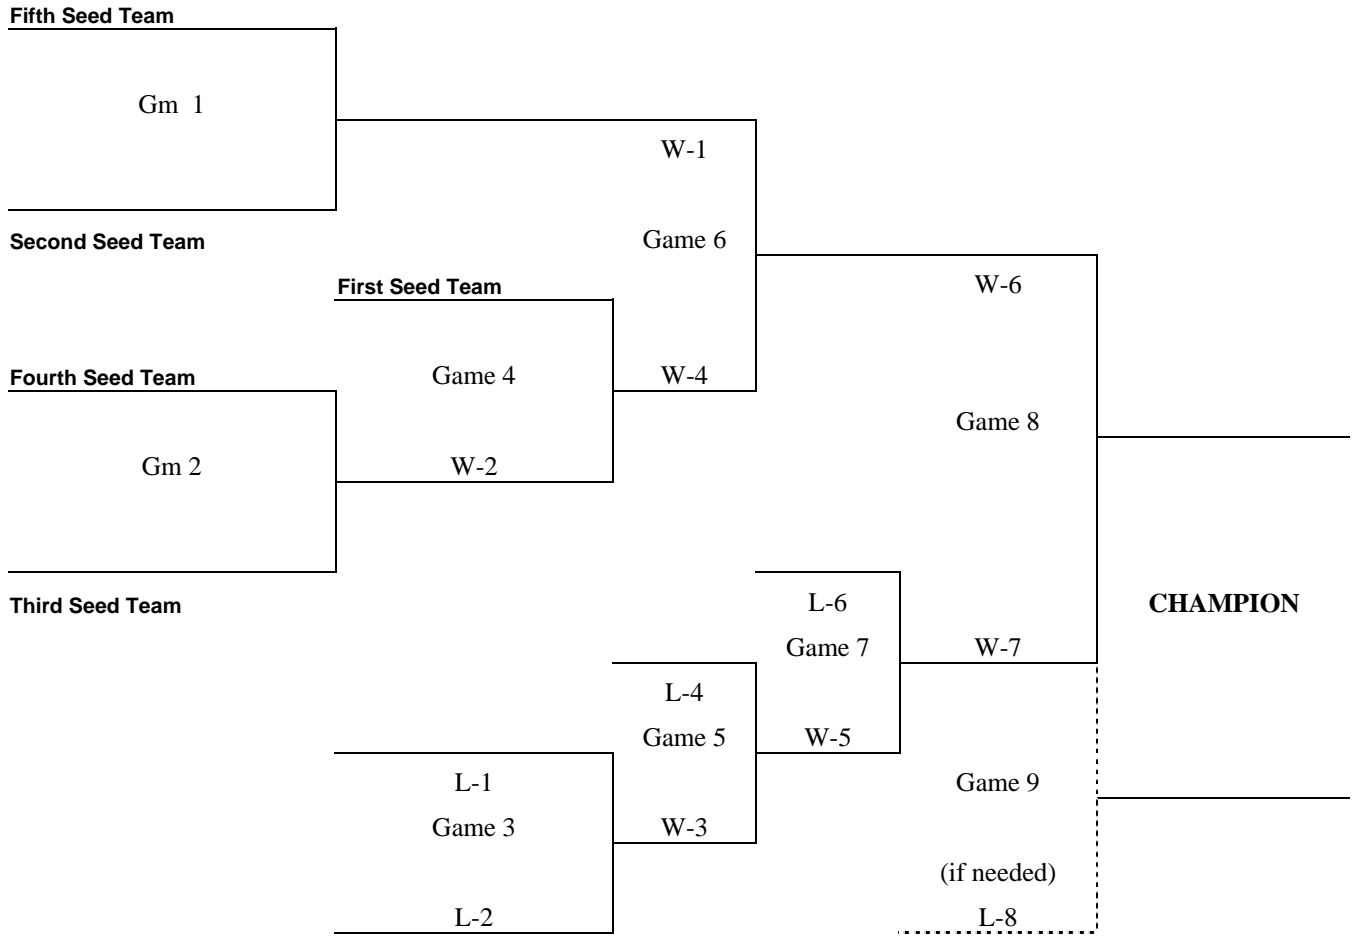 Fifth Seed Team
Gm 1
W-1
Second Seed Team
Game 6
First Seed Team
W-6
Fourth Seed Team
Game 4
W-4
Game 8
Gm 2
W-2
Third Seed Team
L-6
CHAMPION
Game 7
W-7
L-4
Game 5
W-5
L-1
Game 9
Game 3
W-3
(if needed)
L-2
L-8